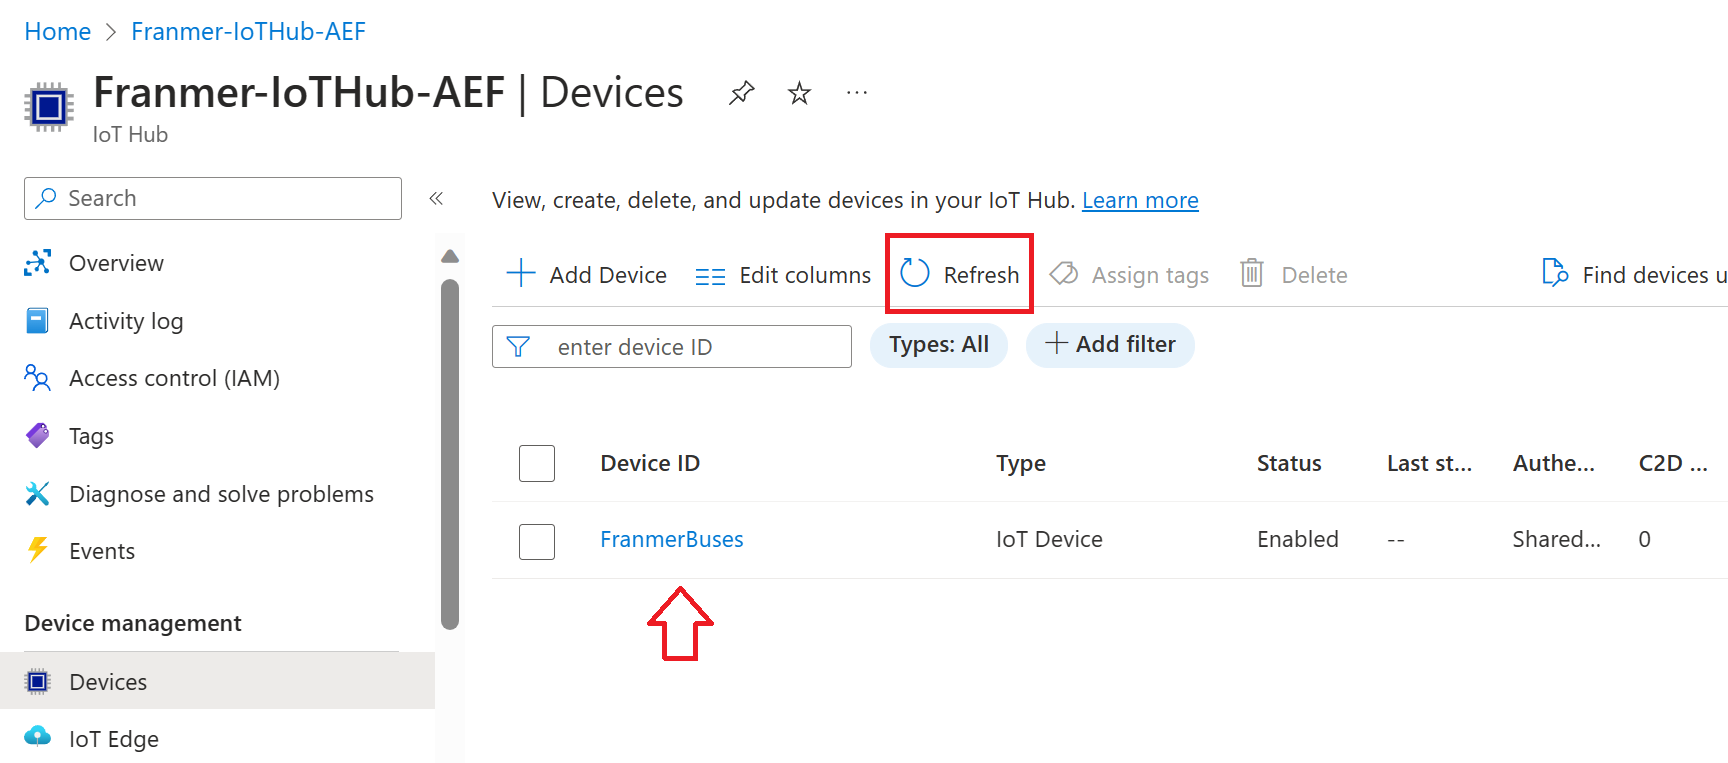 Home > Franmer-IoTHub-AEF
Franmer-IoTHub-AEF | Devices ...
IoT Hub
Search «
View, create, delete, and update devices in your IoT Hub. Learn more
Overview
Activity log
Access control (IAM)
Tags
Diagnose and solve problems
Events
Device management
Devices
IoT Edge
Add Device Edit columns Refresh Assign tags Delete Find devices u
enter device ID Types: All Add filter
Device ID Type Status Last st... Authe... C2D ...
FranmerBuses IoT Device Enabled -- Shared... 0